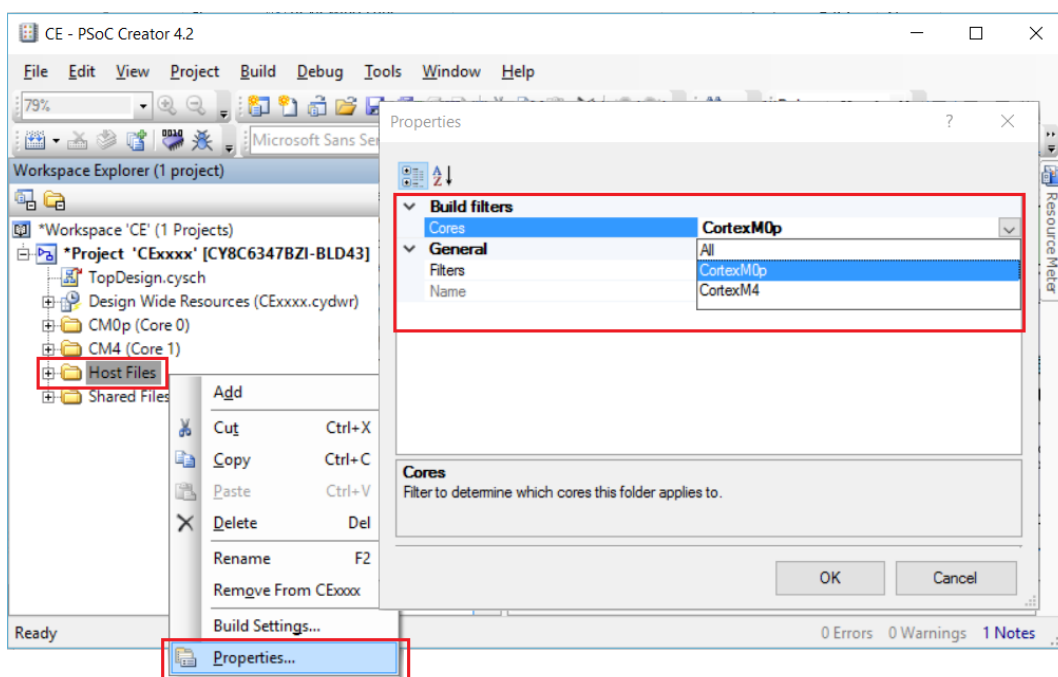 CE - PSoC Creator 4.2
File Edit View Project Build Debug Tools Window Help
79%
Microsoft Sans Ser
Workspace Explorer (1 project)
*Workspace 'CE' (1 Projects)
*Project 'CExxxx' [CY8C6347BZI-BLD43]
TopDesign.cysch
Design Wide Resources (CExxxx.cydwr)
CM0p (Core 0)
CM4 (Core 1)
Host Files
Shared Files
Add
Cut Ctrl+X
Copy Ctrl+C
Paste Ctrl+V
Delete Del
Rename F2
Remove From CExxxx
Build Settings...
Properties...
Properties
Build filters
Cores CortexM0p
General
All
Filters
CortexM0p
Name
CortexM4
Cores
Filter to determine which cores this folder applies to.
OK Cancel
Resource Meter
Ready 0 Errors 0 Warnings 1 Notes